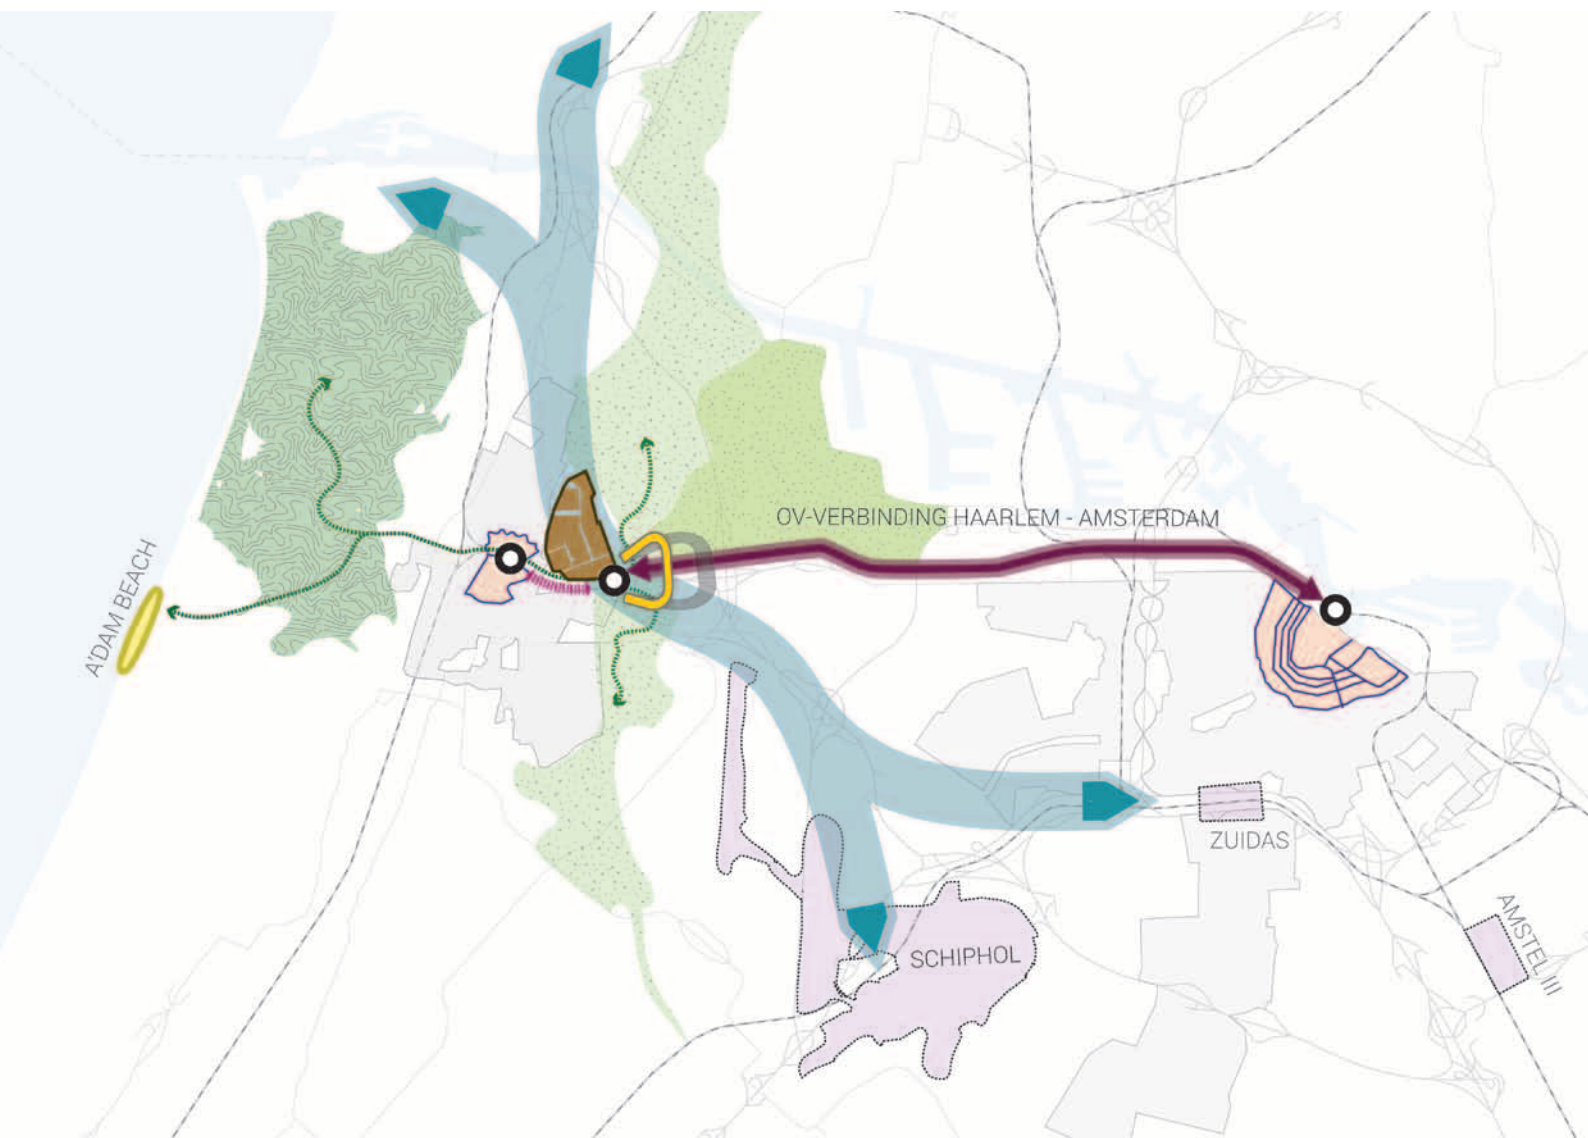 OV-VERBINDING HAARLEM - AMSTERDAM
A'DAM BEACH
ZUIDAS
AMSTEL III
SCHIPHOL